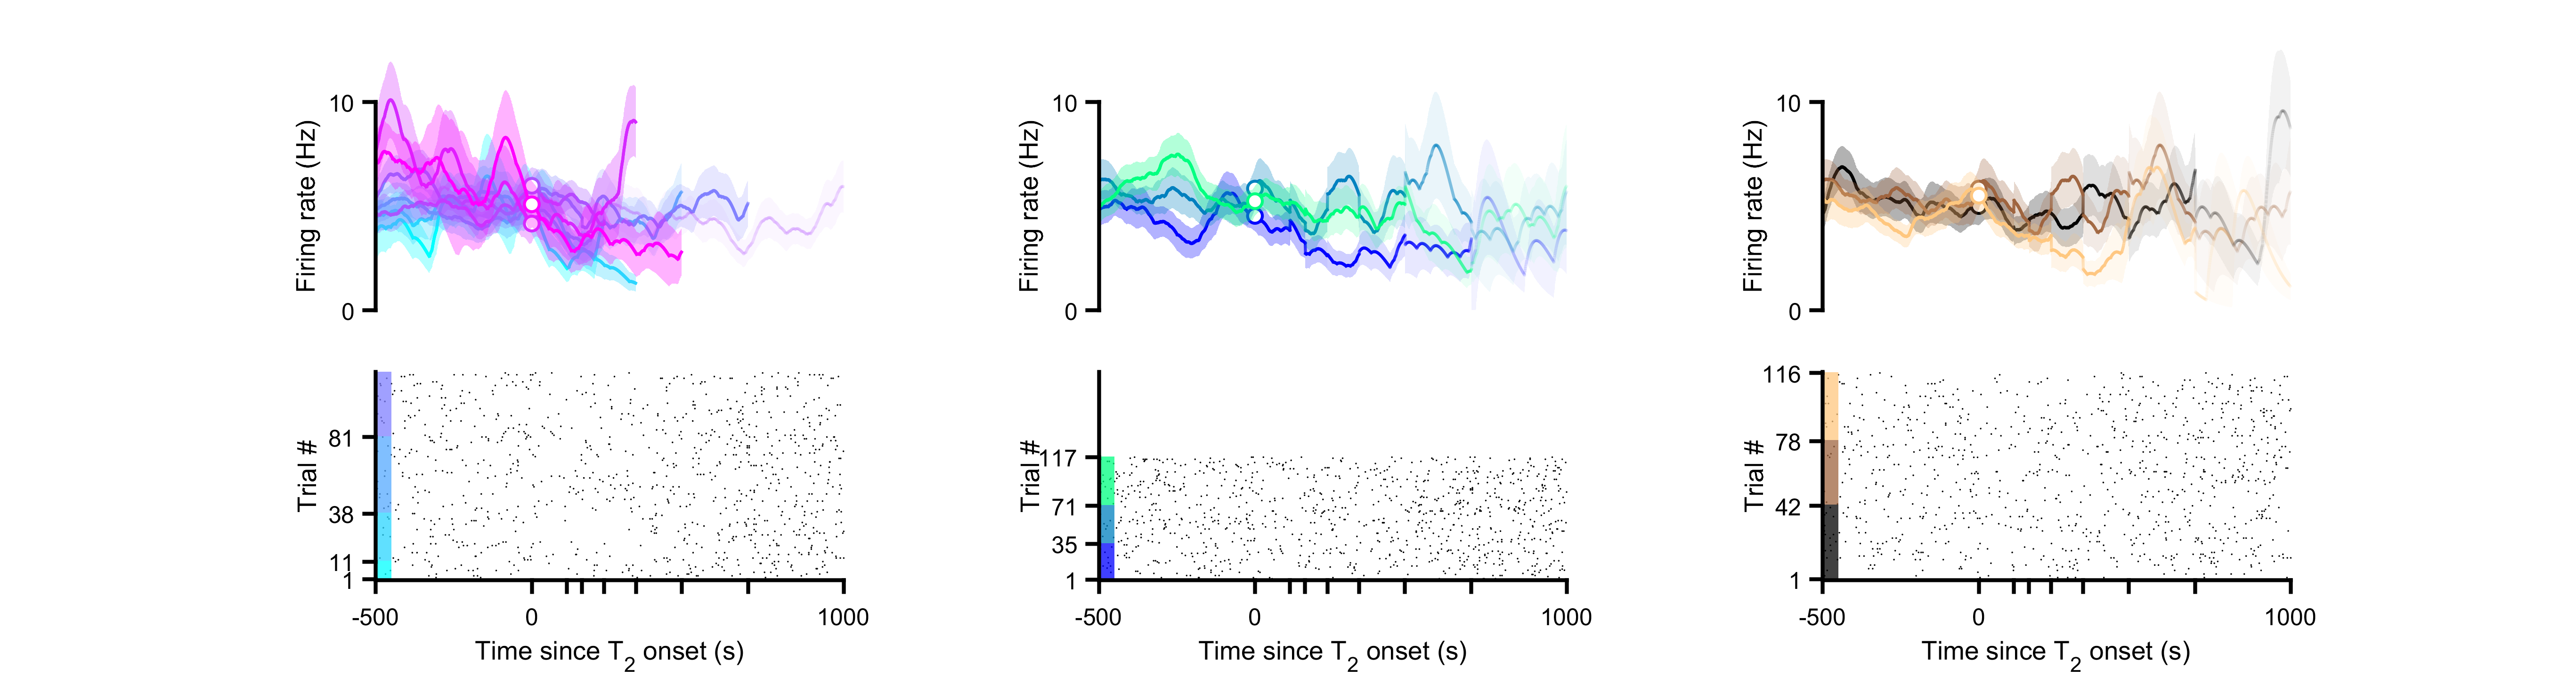 10
Firing rate (Hz)
0
81
Trial #
38
11
1
-500 0 1000
Time since T2 onset (s)
10
Firing rate (Hz)
0
117
Trial #
71
35
1
-500 0 1000
Time since T2 onset (s)
10
Firing rate (Hz)
0
116
78
Trial #
42
1
-500 0 1000
Time since T2 onset (s)